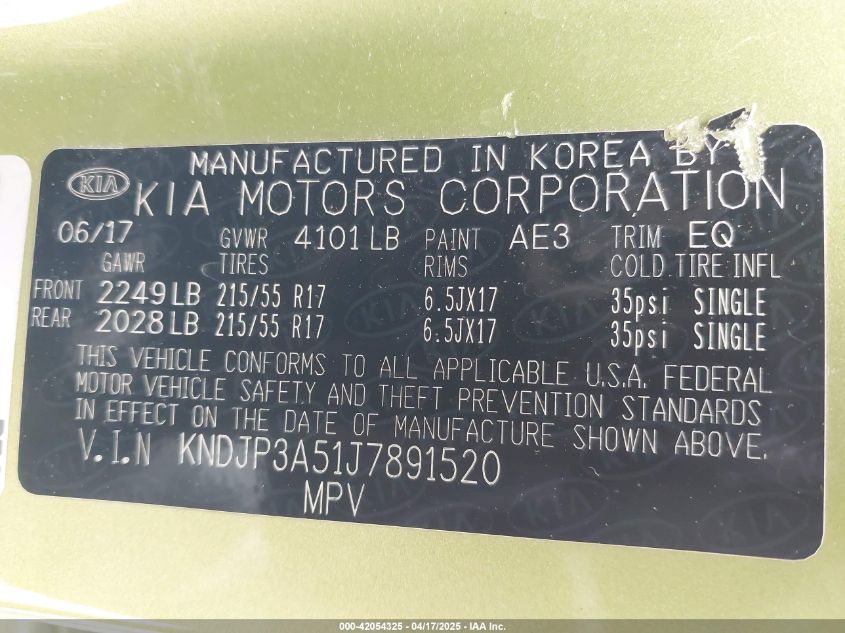 MANUFACTURED IN KOREA BY
KIA KIA MOTORS CORPORATION
06/17 GVWR 4101 LB PAINT AE3 TRIM EQ
GAWR TIRES RIMS COLD TIRE INFL
FRONT 2249 LB 215/55 R17 6.5JX17 35psi SINGLE
REAR 2028 LB 215/55 R17 6.5JX17 35psi SINGLE
THIS VEHICLE CONFORMS TO ALL APPLICABLE U.S.A. FEDERAL
MOTOR VEHICLE SAFETY AND THEFT PREVENTION STANDARDS
IN EFFECT ON THE DATE OF MANUFACTURE SHOWN ABOVE.
V.I.N KNDJP3A51J7891520
MPV
000-42054325 - 04/17/2025 - IAA Inc.